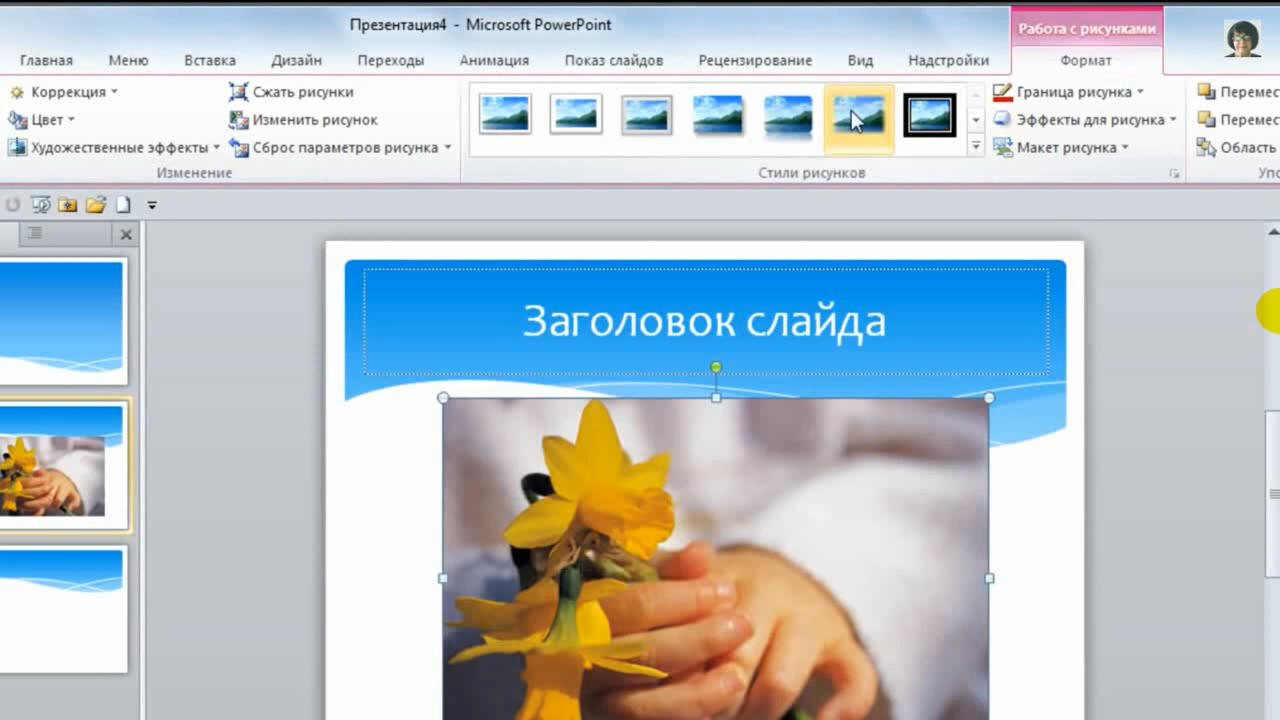 Презентация4 - Microsoft PowerPoint
Работа с рисунками
Главная Меню Вставка Дизайн Переходы Анимация Показ слайдов Рецензирование Вид Настройки Формат
Коррекция Сжать рисунки Граница рисунка Перемес
Цвет Изменить рисунок Эффекты для рисунка Перемес
Художественные эффекты Сброс параметров рисунка Макет рисунка Область
Изменение Стили рисунков Упо
Заголовок слайда